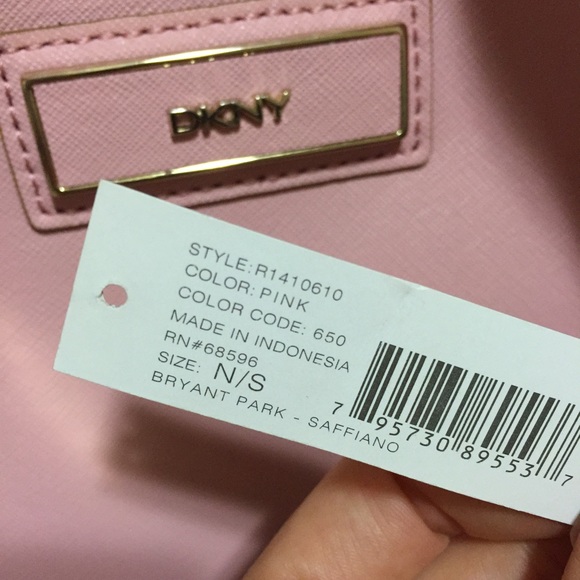 DKNY
STYLE: R1410610
COLOR: PINK
COLOR CODE: 650
MADE IN INDONESIA
RN#68596
SIZE: N/S
BRYANT PARK - SAFFIANO
7 95730 89553 7